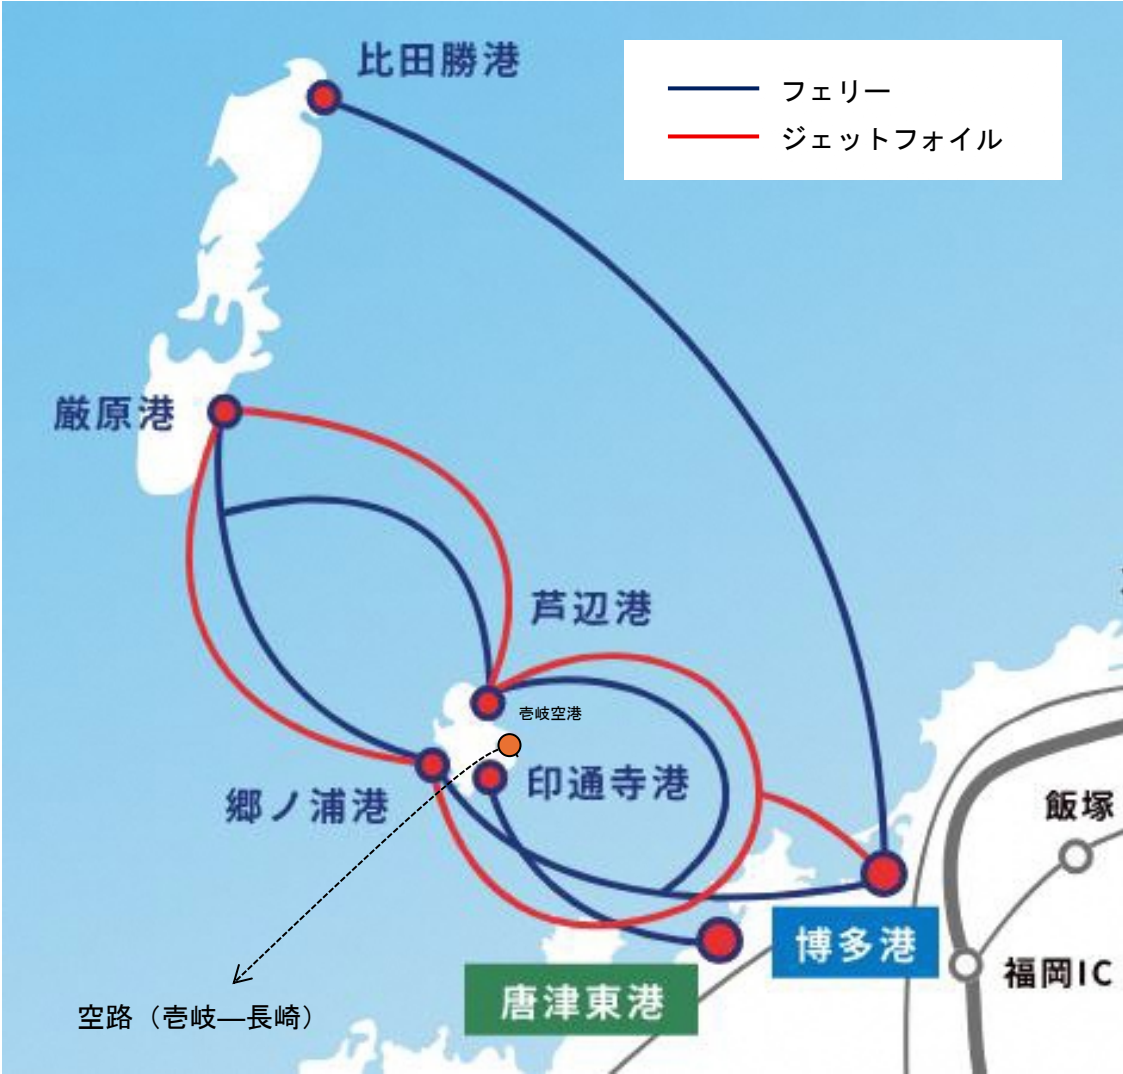 比田勝港
フェリー
ジェットフォイル
厳原港
芦辺港
壱岐空港
印通寺港
郷ノ浦港
飯塚
博多港
福岡IC
唐津東港
空路（壱岐―長崎）